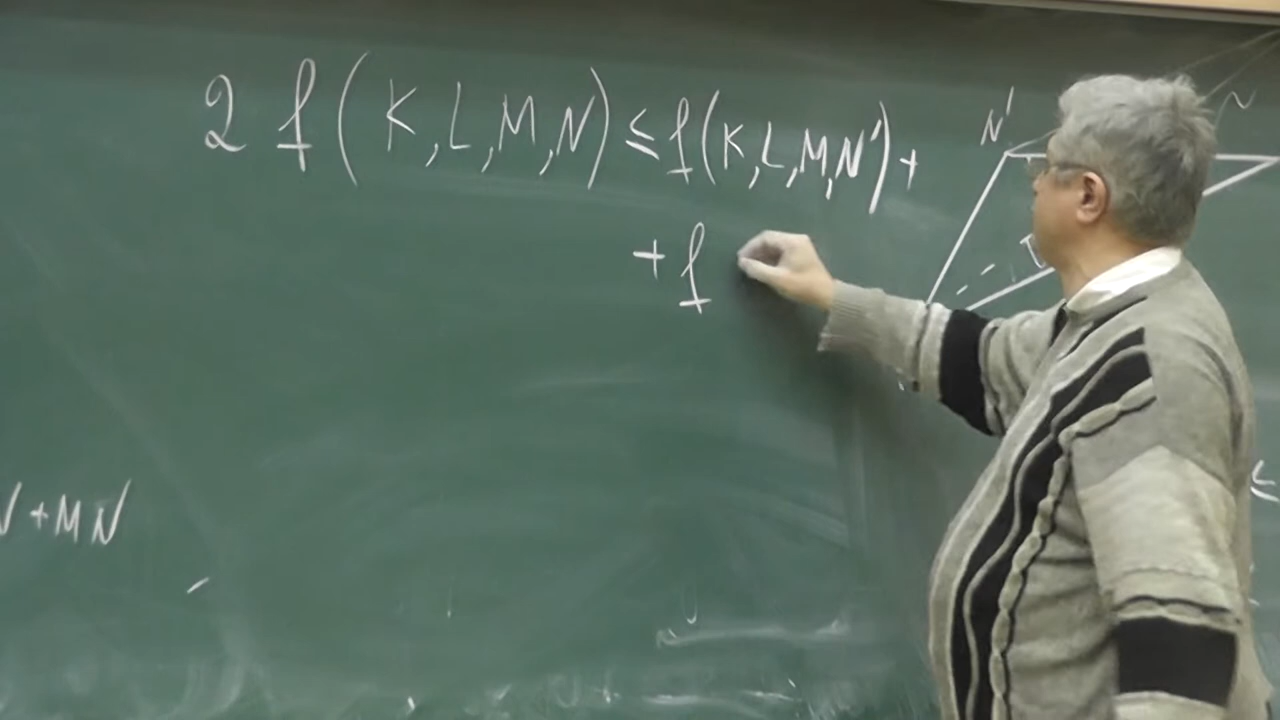 2 f(K,L,M,N) ≤ f(K,L,M,N') +
+ f
N'
N
+MN
≤